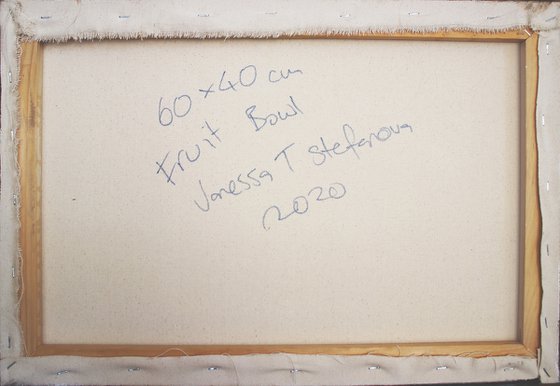 60 x 40 cm
Fruit Bowl
Vanessa T Stefanova
2020